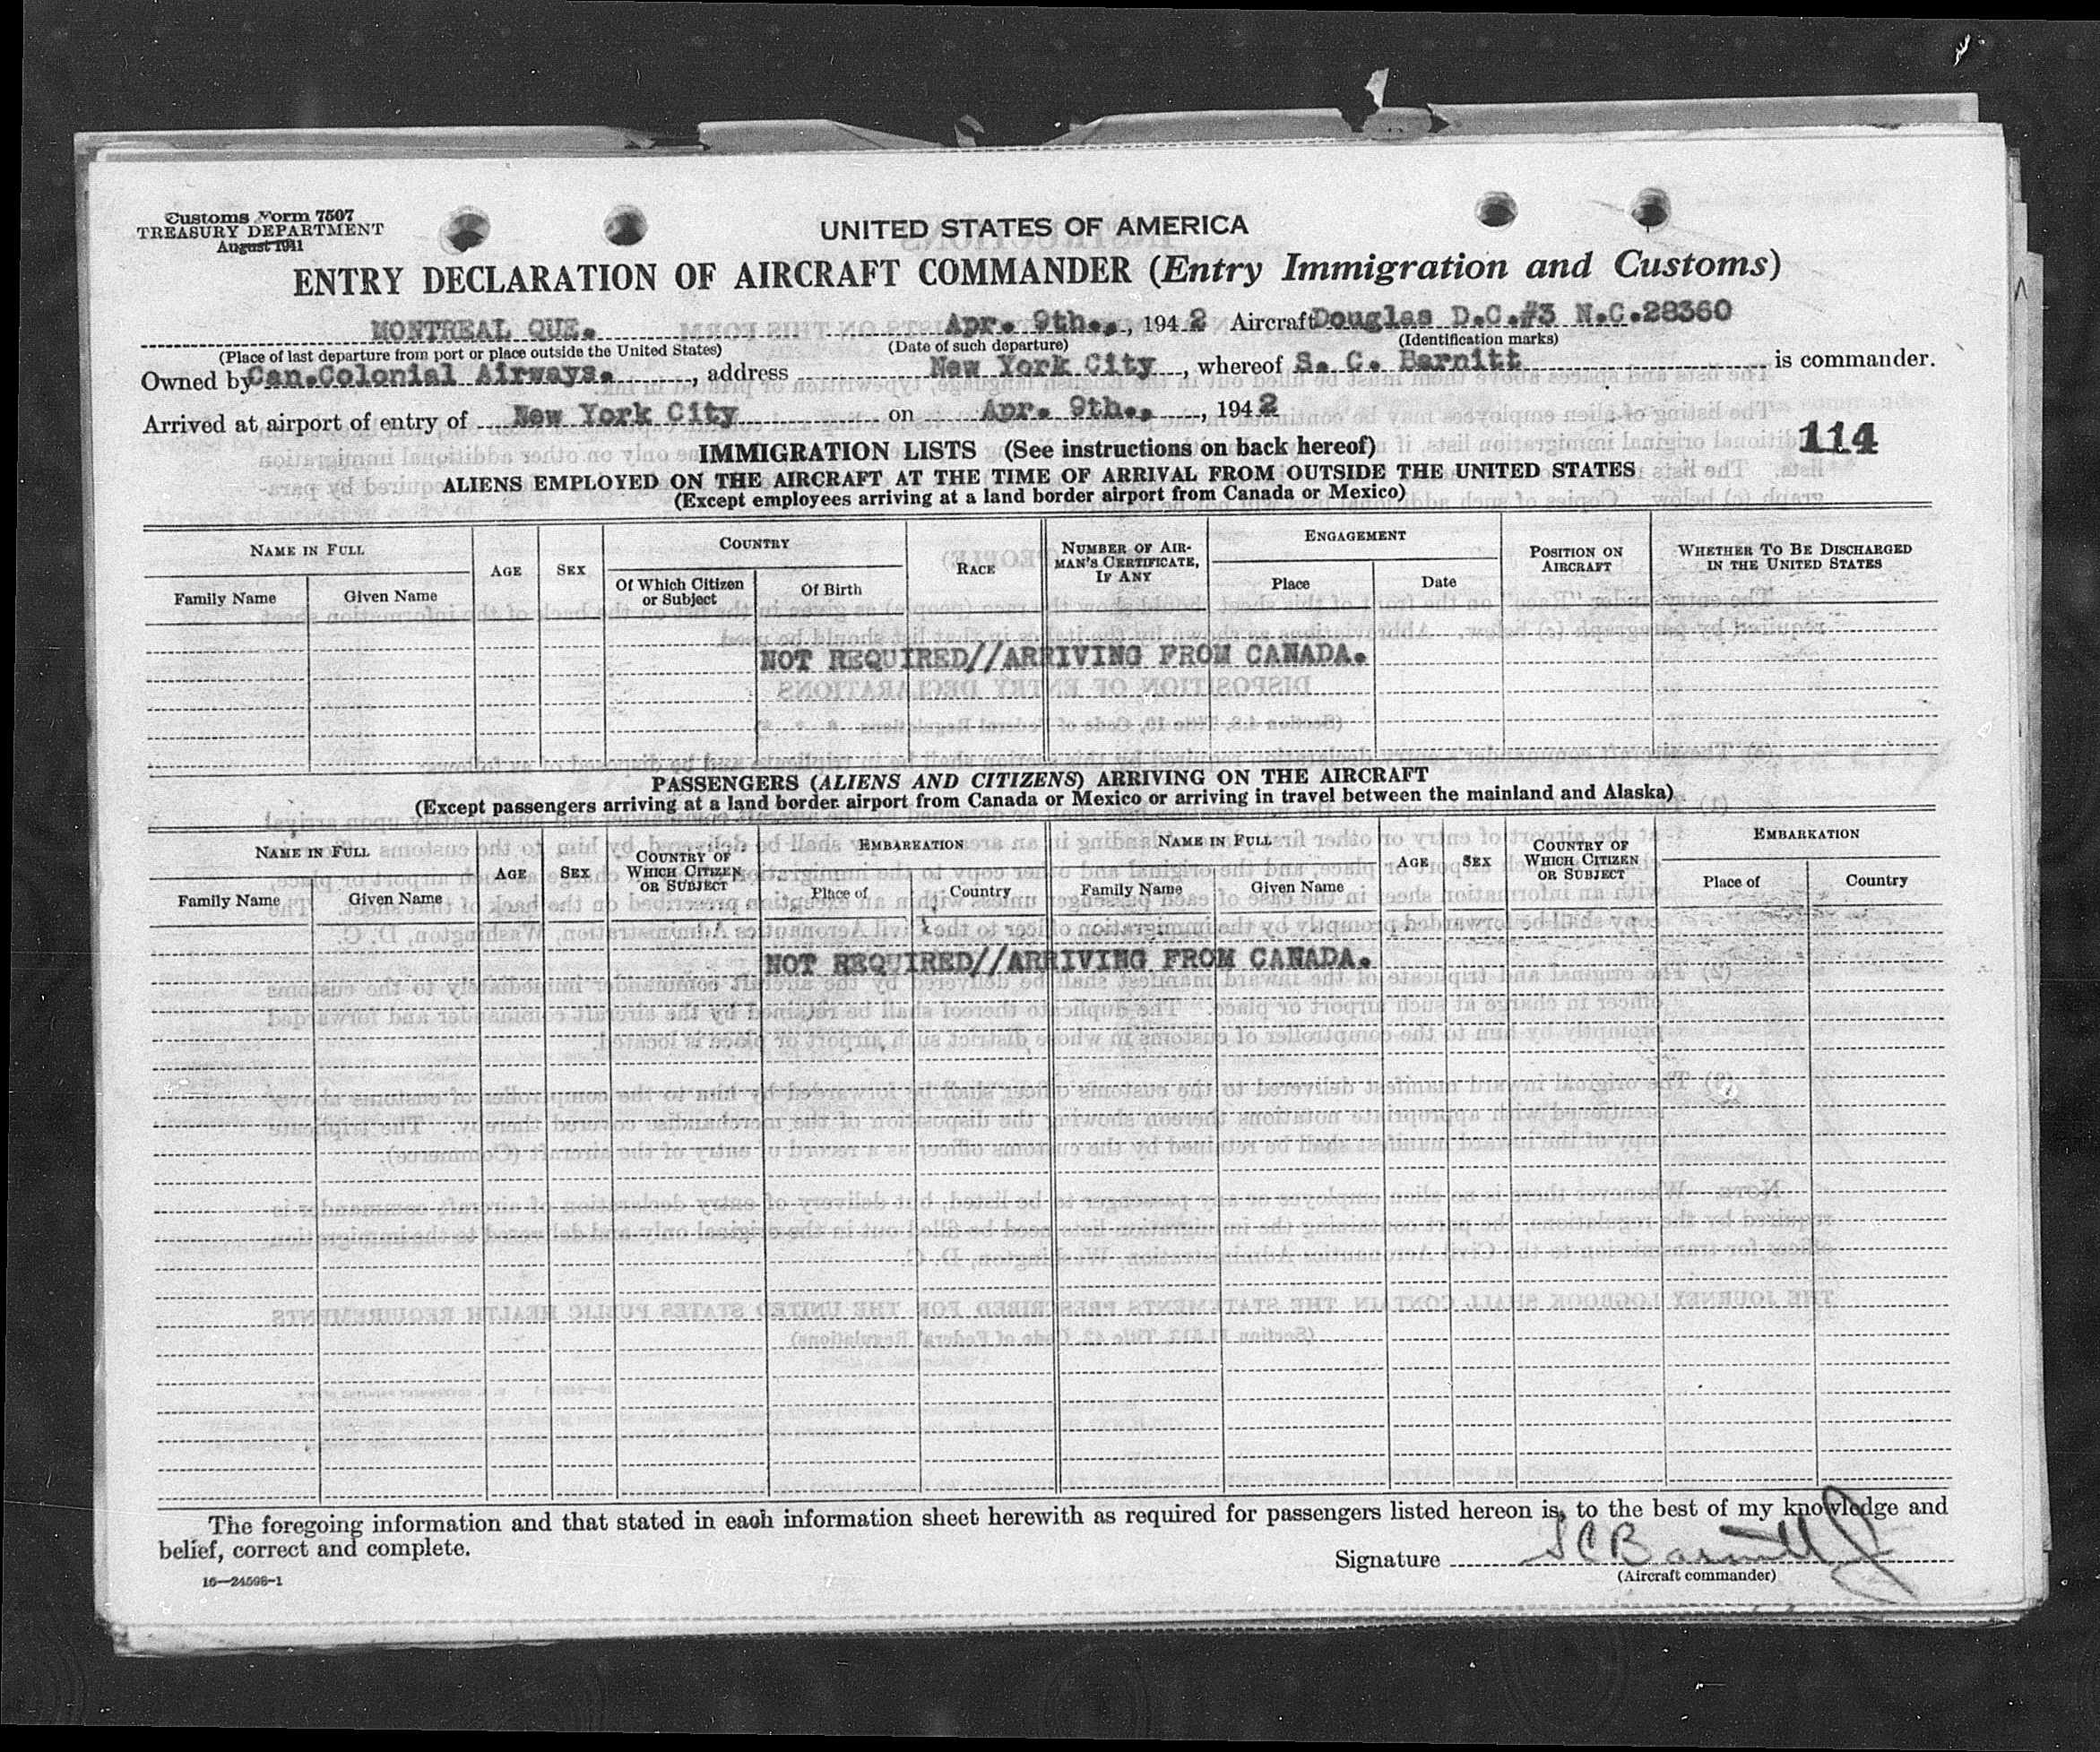 Customs Form 7507
TREASURY DEPARTMENT
August 1941
UNITED STATES OF AMERICA
ENTRY DECLARATION OF AIRCRAFT COMMANDER (Entry Immigration and Customs)
MONTREAL QUE. Apr. 9th., , 1942 Aircraft Douglas D.C.#3 N.C.28360
(Place of last departure from port or place outside the United States) (Date of such departure) (Identification marks)
Owned by Can.Colonial Airways. , address New York City , whereof S. C. Barnitt is commander.
Arrived at airport of entry of New York City on Apr. 9th., , 1942
114
IMMIGRATION LISTS (See instructions on back hereof)
ALIENS EMPLOYED ON THE AIRCRAFT AT THE TIME OF ARRIVAL FROM OUTSIDE THE UNITED STATES
(Except employees arriving at a land border airport from Canada or Mexico)
NAME IN FULL AGE SEX COUNTRY RACE NUMBER OF AIRMAN'S CERTIFICATE, IF ANY ENGAGEMENT POSITION ON AIRCRAFT WHETHER TO BE DISCHARGED IN THE UNITED STATES
Family Name Given Name Of Which Citizen or Subject Of Birth Place Date
NOT REQUIRED//ARRIVING FROM CANADA.
PASSENGERS (ALIENS AND CITIZENS) ARRIVING ON THE AIRCRAFT
(Except passengers arriving at a land border airport from Canada or Mexico or arriving in travel between the mainland and Alaska)
NAME IN FULL AGE SEX COUNTRY OF WHICH CITIZEN OR SUBJECT EMBARKATION NAME IN FULL AGE SEX COUNTRY OF WHICH CITIZEN OR SUBJECT EMBARKATION
Family Name Given Name Place of Country Family Name Given Name Place of Country
NOT REQUIRED//ARRIVING FROM CANADA.
The foregoing information and that stated in each information sheet herewith as required for passengers listed hereon is, to the best of my knowledge and
belief, correct and complete.
Signature S C Barnitt
(Aircraft commander)
16—24598-1